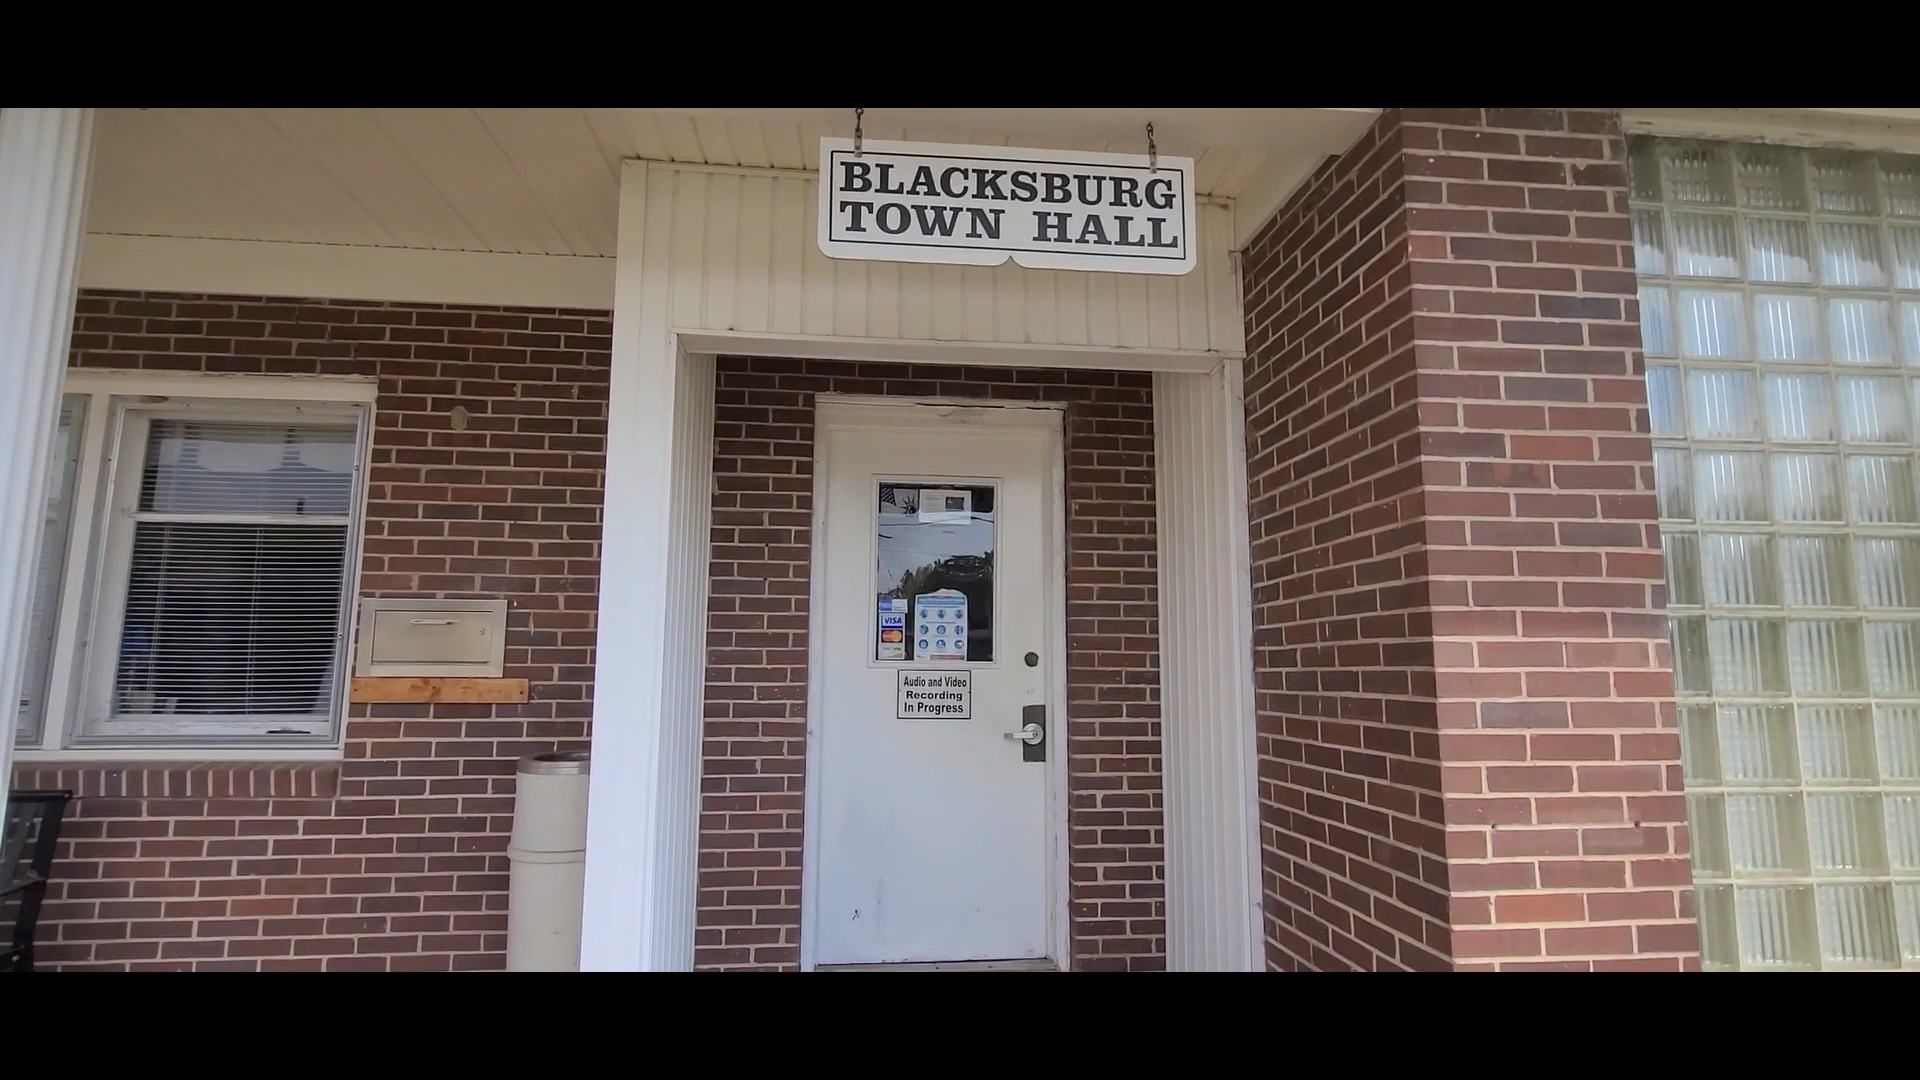 BLACKSBURG
TOWN HALL
VISA
Audio and Video
Recording
In Progress